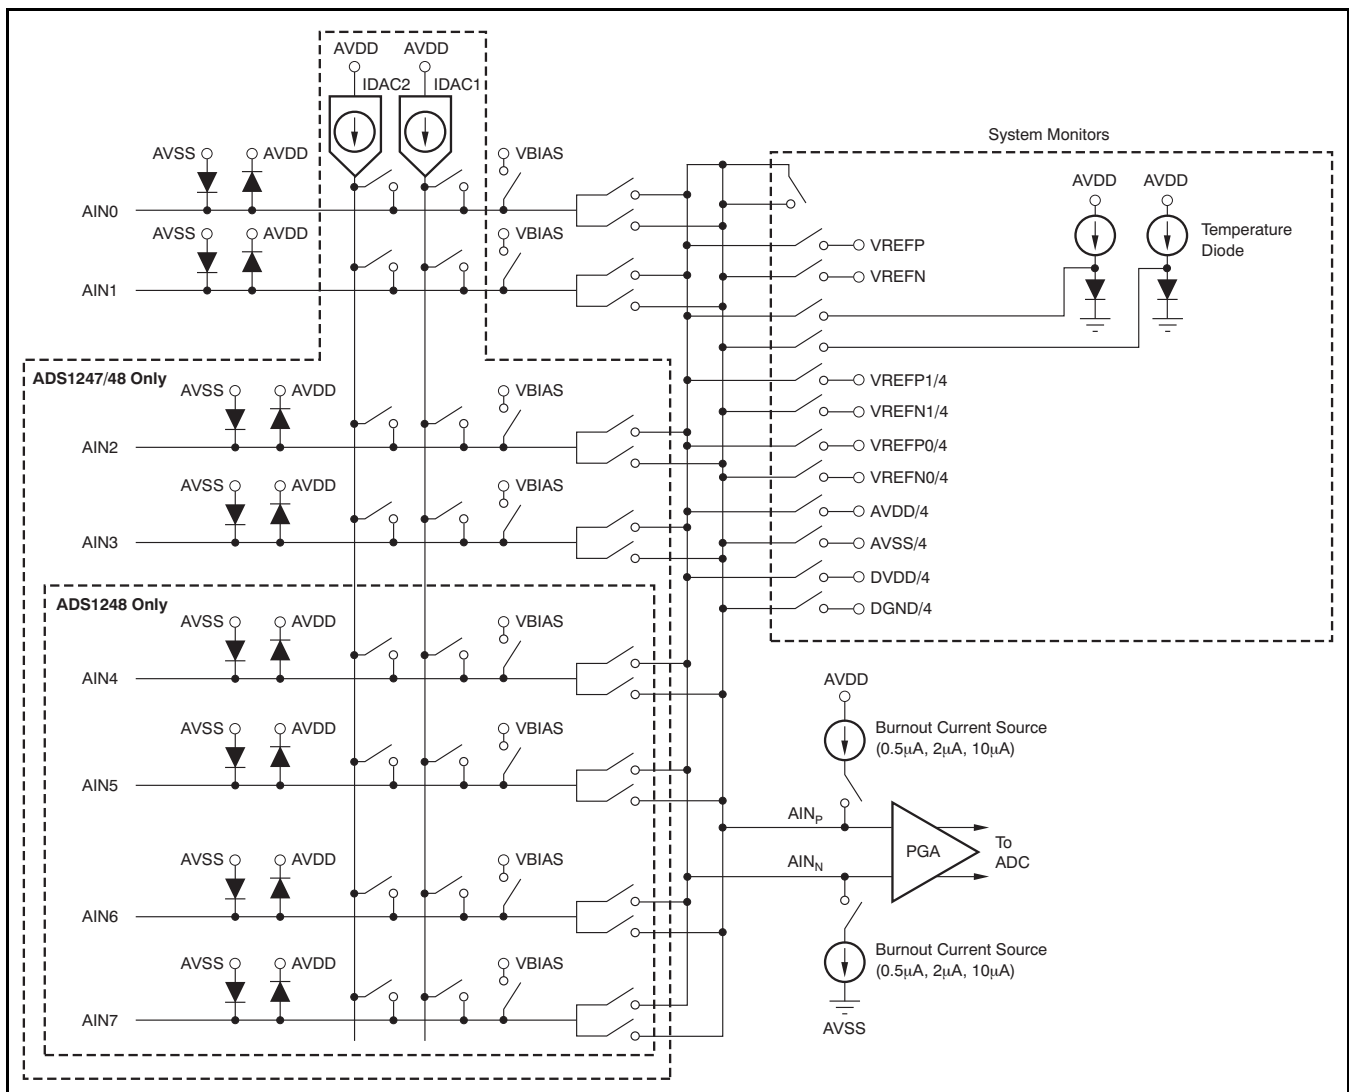 AVDD AVDD
IDAC2 IDAC1
System Monitors
AVSS AVDD VBIAS
AIN0
AVDD AVDD
Temperature
Diode
AVSS AVDD VBIAS
AIN1
VREFP
VREFN
ADS1247/48 Only
AVSS AVDD VBIAS
AIN2
VREFP1/4
VREFN1/4
VREFP0/4
VREFN0/4
AVSS AVDD VBIAS
AIN3
AVDD/4
AVSS/4
DVDD/4
DGND/4
ADS1248 Only
AVSS AVDD VBIAS
AIN4
AVSS AVDD VBIAS
AIN5
AVDD
Burnout Current Source
(0.5μA, 2μA, 10μA)
AINP
AINN
PGA
To
ADC
AVSS AVDD VBIAS
AIN6
AVSS AVDD VBIAS
AIN7
Burnout Current Source
(0.5μA, 2μA, 10μA)
AVSS